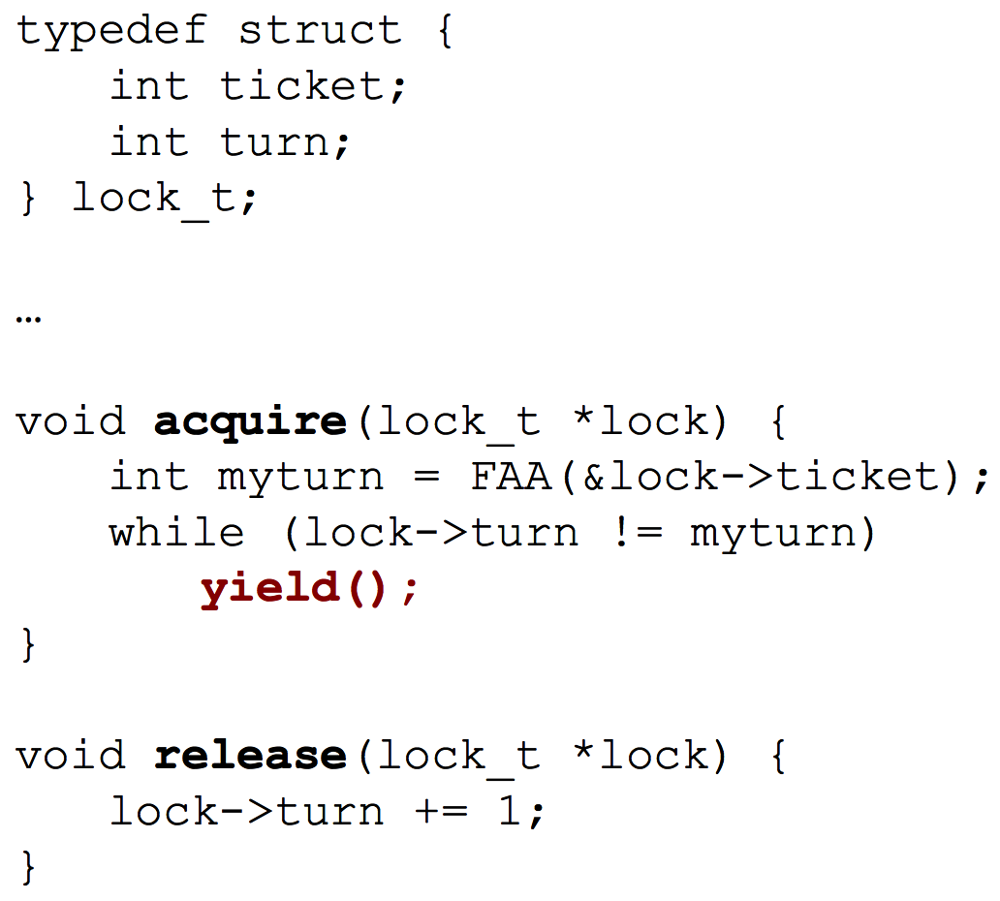 typedef struct {
int ticket;
int turn;
} lock_t;
…
void acquire(lock_t *lock) {
int myturn = FAA(&lock->ticket);
while (lock->turn != myturn)
yield();
}
void release(lock_t *lock) {
lock->turn += 1;
}